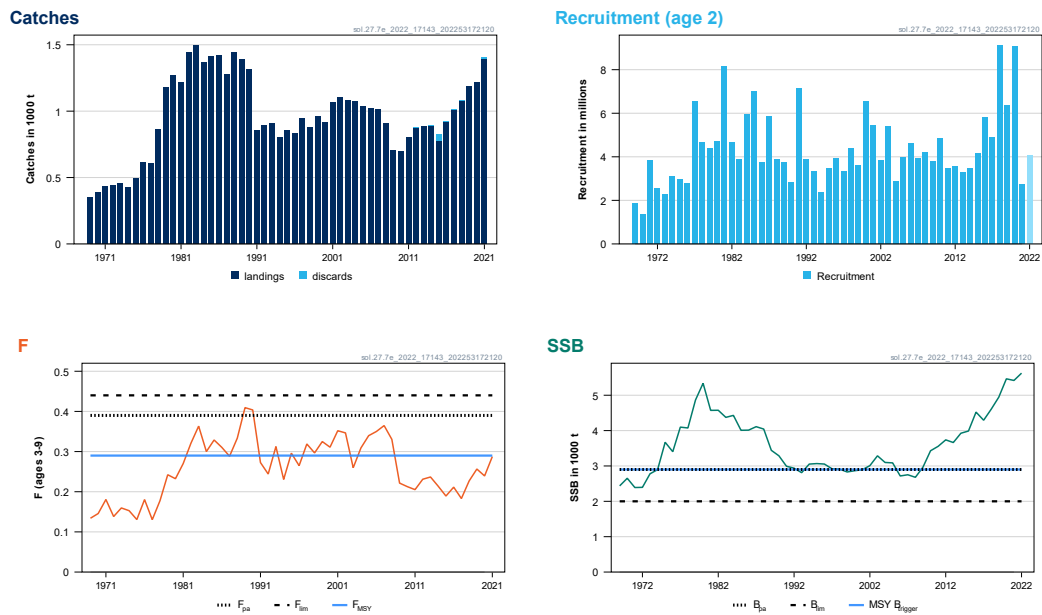 Catches
sol.27.7e_2022_17143_202253172120
Catches in 1000 t
1.5
1
0.5
0
1971
1981
1991
2001
2011
2021
landings
discards
Recruitment (age 2)
sol.27.7e_2022_17143_202253172120
Recruitment in millions
8
6
4
2
0
1972
1982
1992
2002
2012
2022
Recruitment
F
sol.27.7e_2022_17143_202253172120
F (ages 3-9)
0.5
0.4
0.3
0.2
0.1
0
1971
1981
1991
2001
2011
2021
Fpa
Flim
FMSY
SSB
sol.27.7e_2022_17143_202253172120
SSB in 1000 t
5
4
3
2
1
0
1972
1982
1992
2002
2012
2022
Bpa
Blim
MSY Btrigger